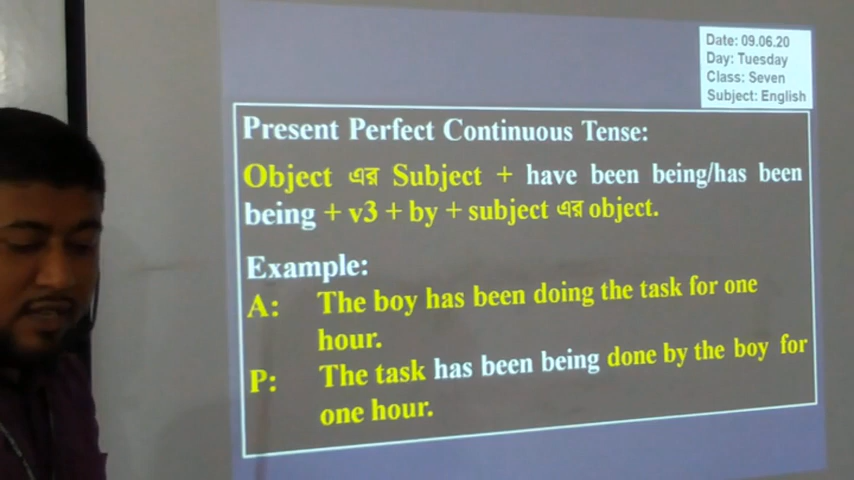 Date: 09.06.20
Day: Tuesday
Class: Seven
Subject: English
Present Perfect Continuous Tense:
Object এর Subject + have been being/has been
being + v3 + by + subject এর object.
Example:
A: The boy has been doing the task for one
hour.
P: The task has been being done by the boy for
one hour.